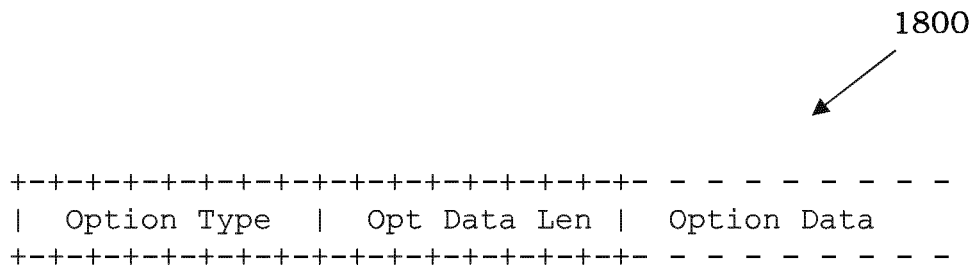 1800
+-+-+-+-+-+-+-+-+-+-+-+-+-+-+-+-+- - - - - - - - -
|  Option Type  |  Opt Data Len |  Option Data
+-+-+-+-+-+-+-+-+-+-+-+-+-+-+-+-+- - - - - - - - -